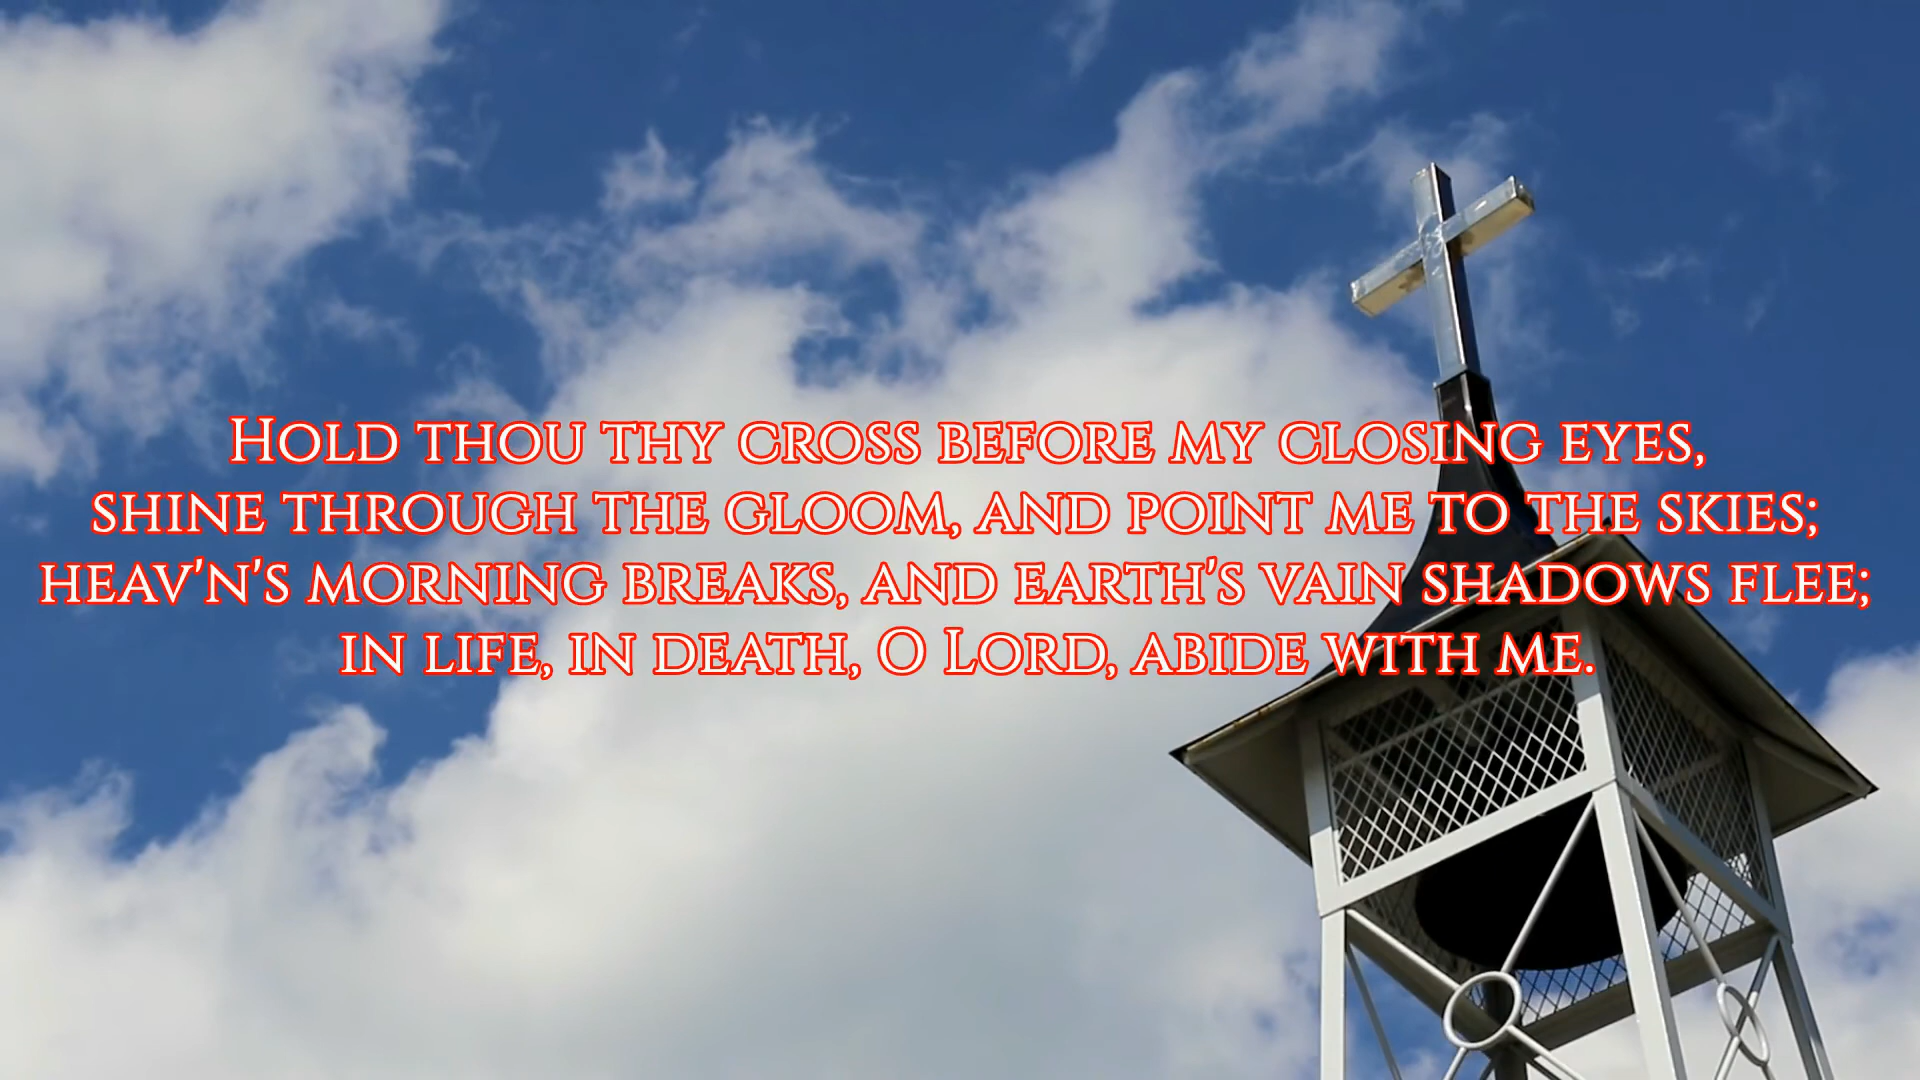 Hold thou thy cross before my closing eyes,
shine through the gloom, and point me to the skies;
heav'n's morning breaks, and earth's vain shadows flee;
in life, in death, O Lord, abide with me.